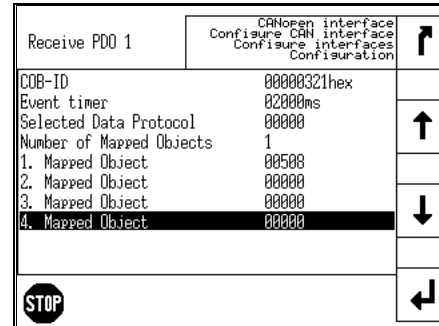 Receive PDO 1
CANopen interface
Configure CAN interface
Configure interfaces
Configuration
COB-ID 00000321hex
Event timer 02000ms
Selected Data Protocol 00000
Number of Mapped Objects 1
1. Mapped Object 00508
2. Mapped Object 00000
3. Mapped Object 00000
4. Mapped Object 00000
STOP